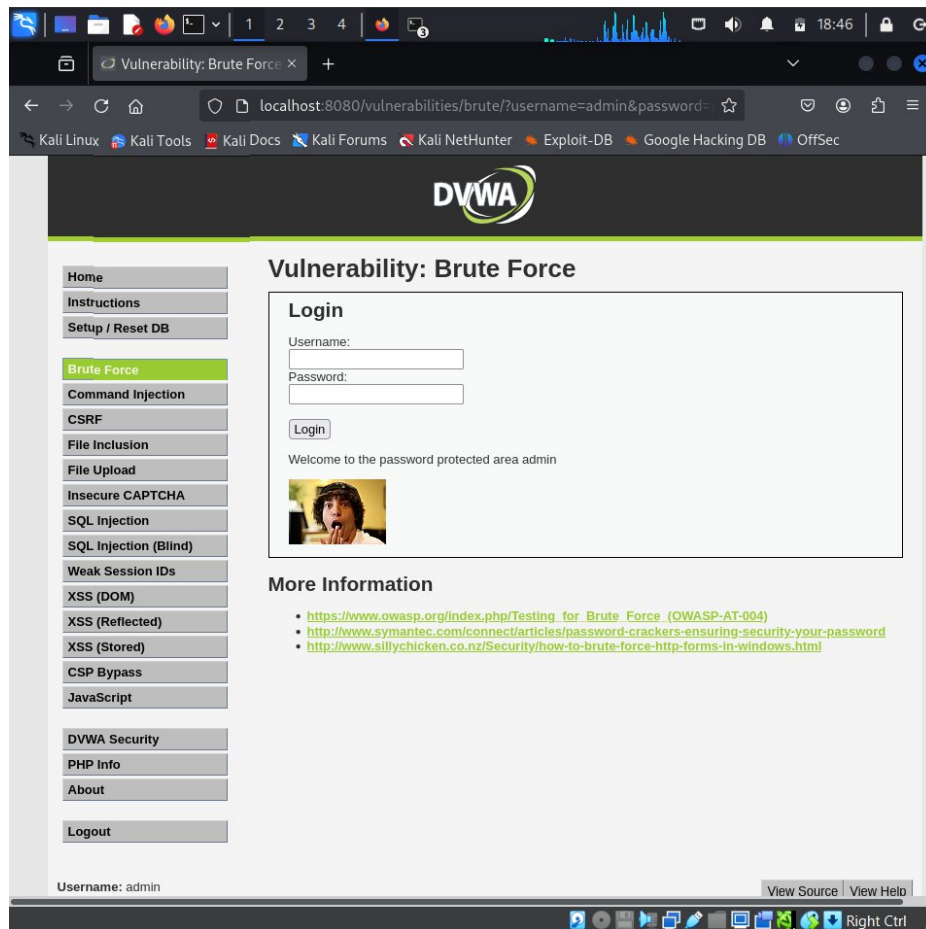 1 2 3 4 18:46
Vulnerability: Brute Force
localhost:8080/vulnerabilities/brute/?username=admin&password=
Kali Linux Kali Tools Kali Docs Kali Forums Kali NetHunter Exploit-DB Google Hacking DB OffSec
DVWA
Home
Instructions
Setup / Reset DB
Brute Force
Command Injection
CSRF
File Inclusion
File Upload
Insecure CAPTCHA
SQL Injection
SQL Injection (Blind)
Weak Session IDs
XSS (DOM)
XSS (Reflected)
XSS (Stored)
CSP Bypass
JavaScript
DVWA Security
PHP Info
About
Logout
Vulnerability: Brute Force
Login
Username:
Password:
Login
Welcome to the password protected area admin
More Information
https://www.owasp.org/index.php/Testing_for_Brute_Force_(OWASP-AT-004)
http://www.symantec.com/connect/articles/password-crackers-ensuring-security-your-password
http://www.sillychicken.co.nz/Security/how-to-brute-force-http-forms-in-windows.html
Username: admin
View Source View Help
Right Ctrl